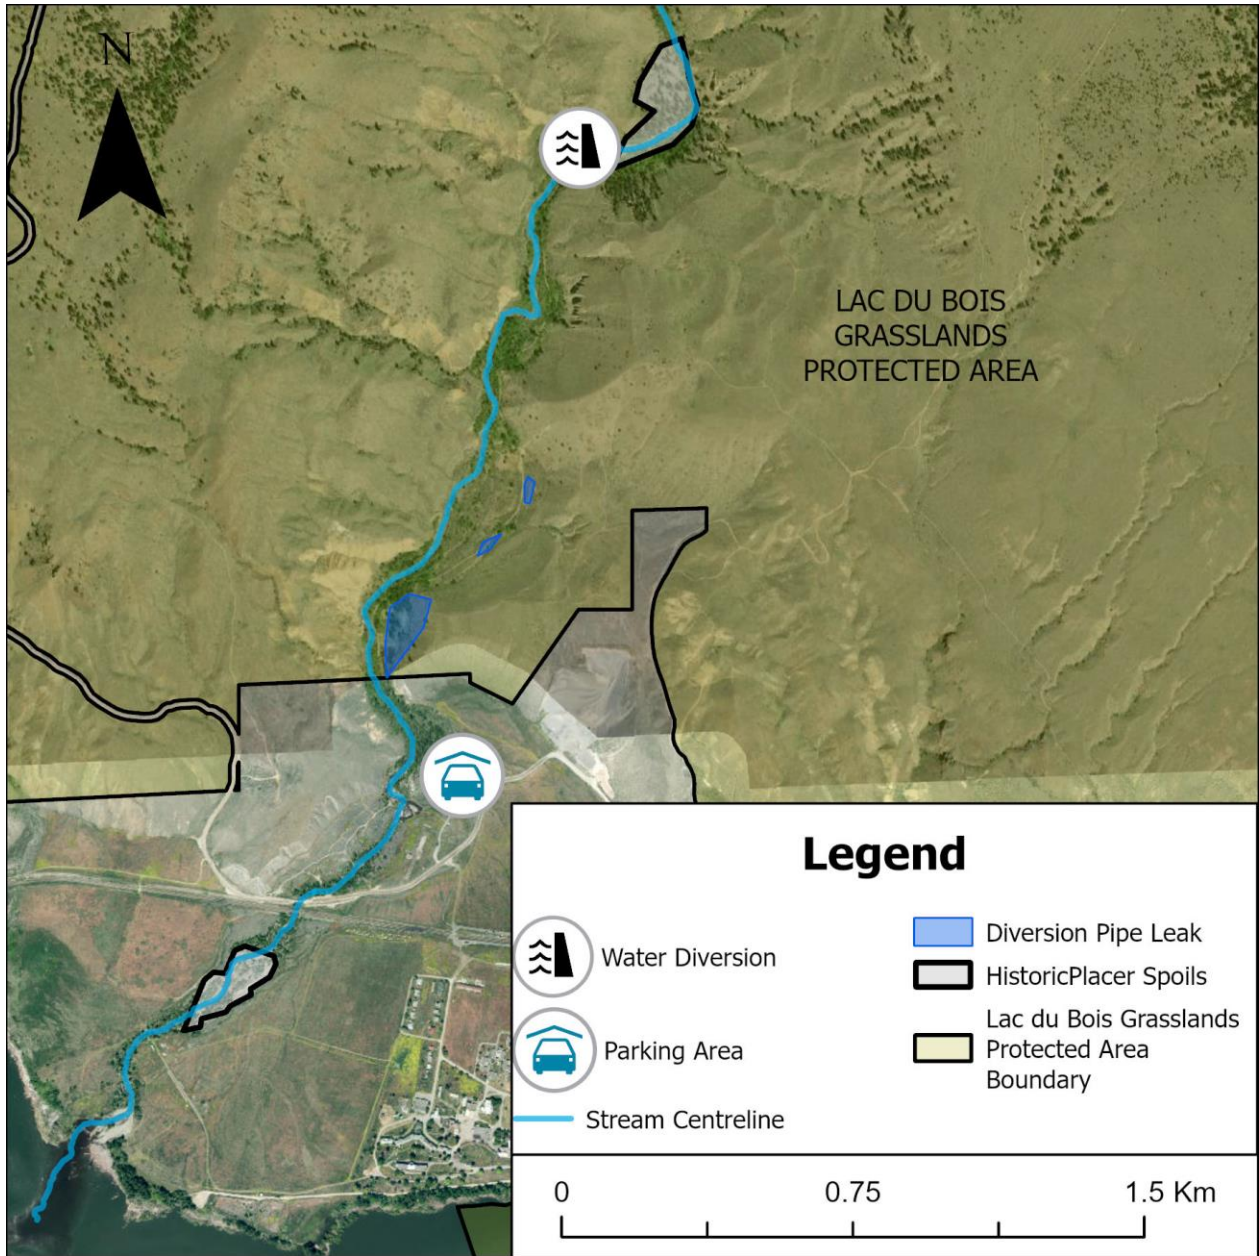 N
LAC DU BOIS
GRASSLANDS
PROTECTED AREA
Legend
Water Diversion
Parking Area
Stream Centreline
Diversion Pipe Leak
HistoricPlacer Spoils
Lac du Bois Grasslands
Protected Area
Boundary
0 0.75 1.5 Km